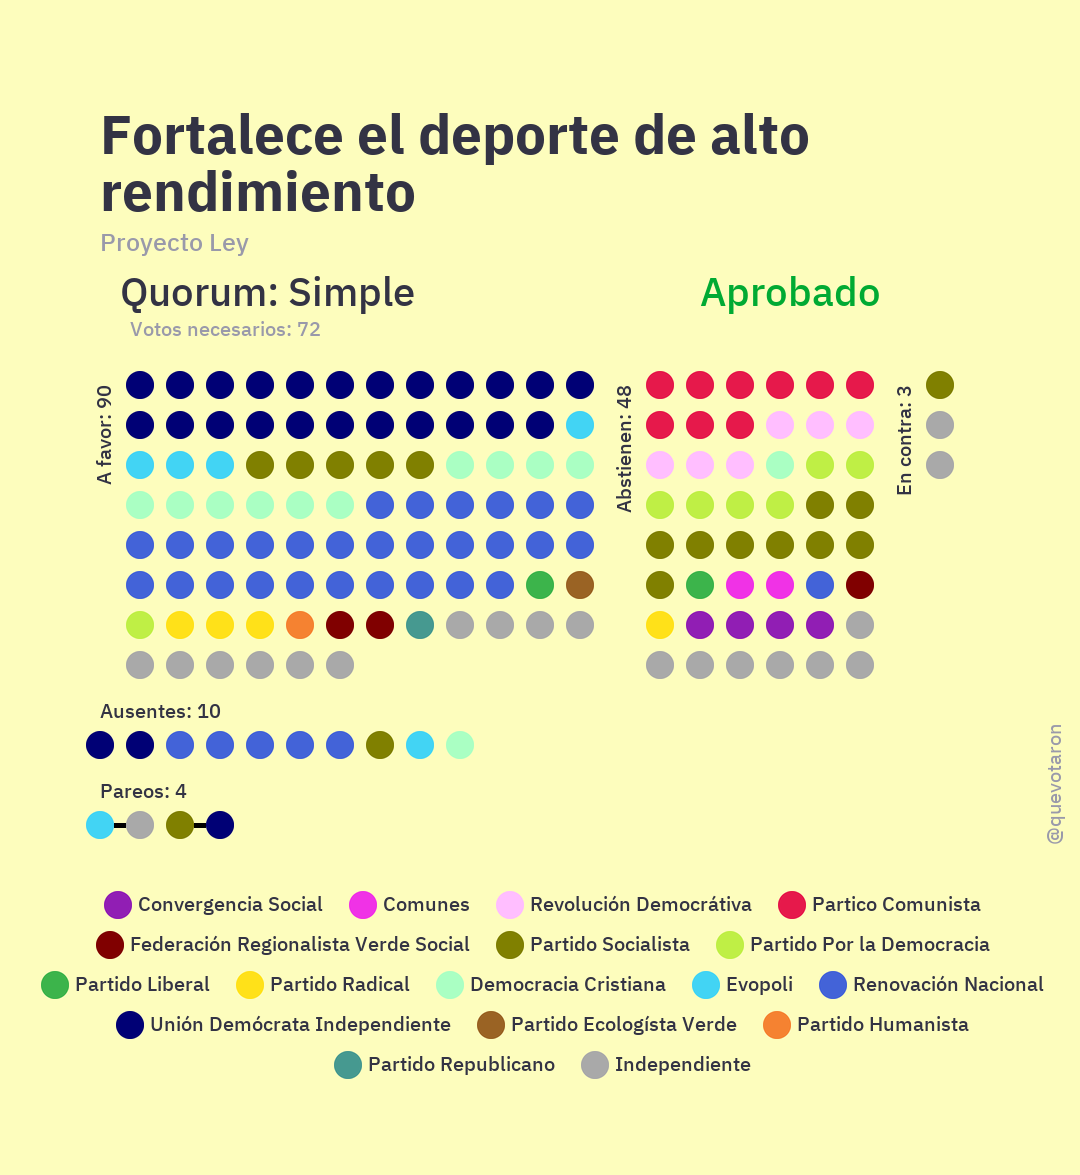 Fortalece el deporte de alto
rendimiento
Proyecto Ley
Quorum: Simple
Aprobado
Votos necesarios: 72
A favor: 90
Abstienen: 48
En contra: 3
Ausentes: 10
Pareos: 4
@quevotaron
Convergencia Social Comunes Revolución Democrátiva Partico Comunista
Federación Regionalista Verde Social Partido Socialista Partido Por la Democracia
Partido Liberal Partido Radical Democracia Cristiana Evopoli Renovación Nacional
Unión Demócrata Independiente Partido Ecologísta Verde Partido Humanista
Partido Republicano Independiente